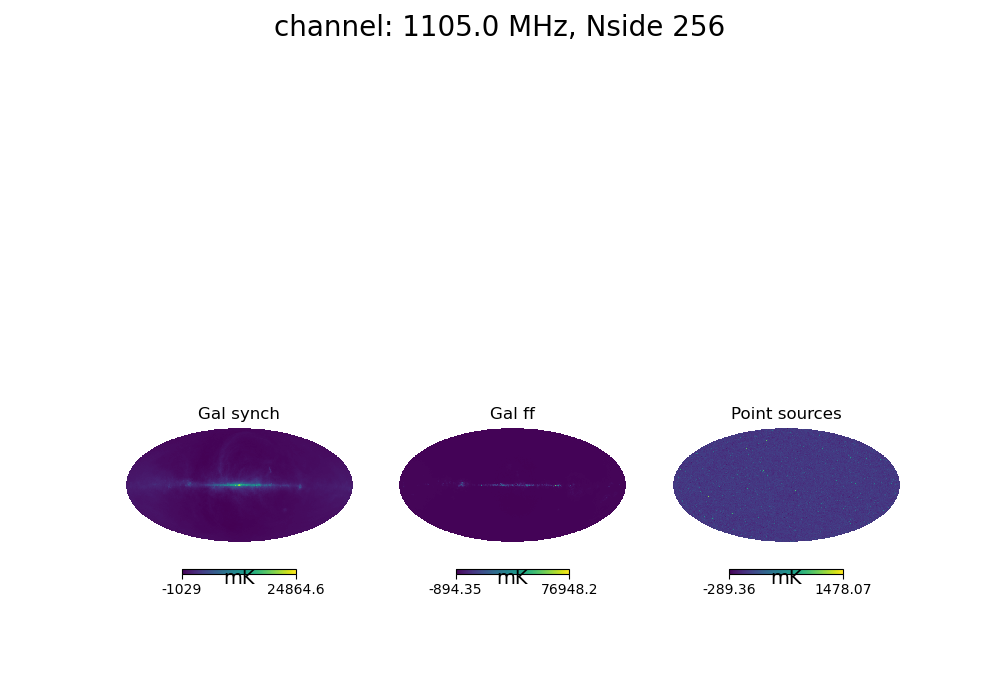 channel: 1105.0 MHz, Nside 256
Gal synch
Gal ff
Point sources
mK
-1029 24864.6
mK
-894.35 76948.2
mK
-289.36 1478.07